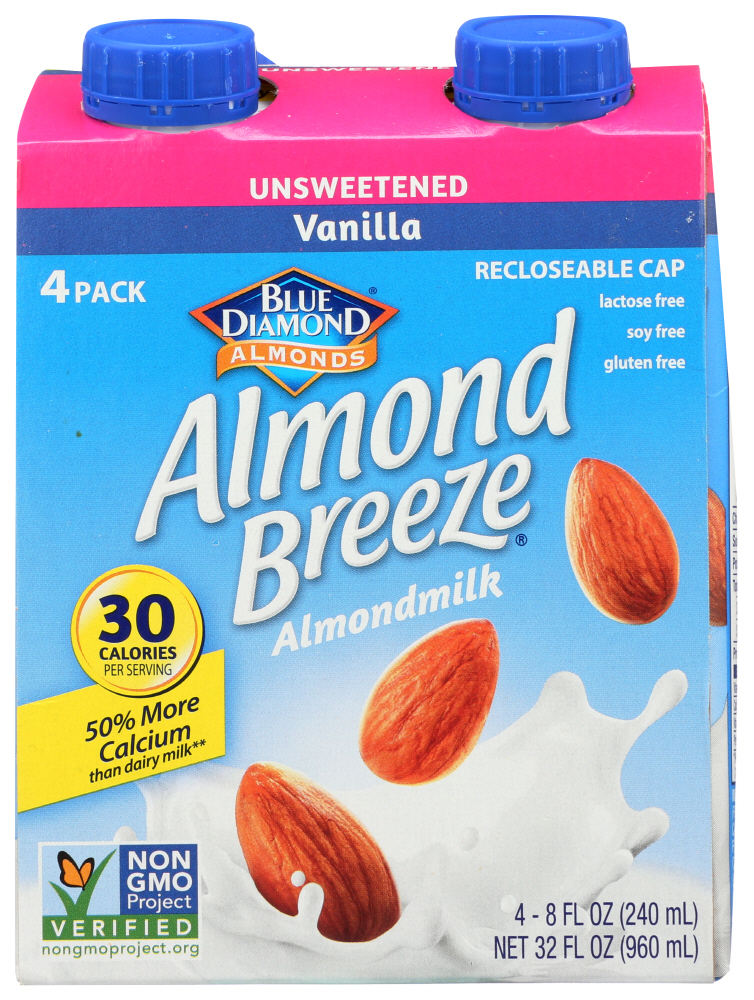 UNSWEETENED
UNSWEETENED
Vanilla
4 PACK
RECLOSEABLE CAP
lactose free
soy free
gluten free
BLUE
DIAMOND®
ALMONDS
Almond
Breeze®
Almondmilk
30
CALORIES
PER SERVING
50% More
Calcium
than dairy milk**
NON
GMO
Project
VERIFIED
nongmoproject.org
4 - 8 FL OZ (240 mL)
NET 32 FL OZ (960 mL)